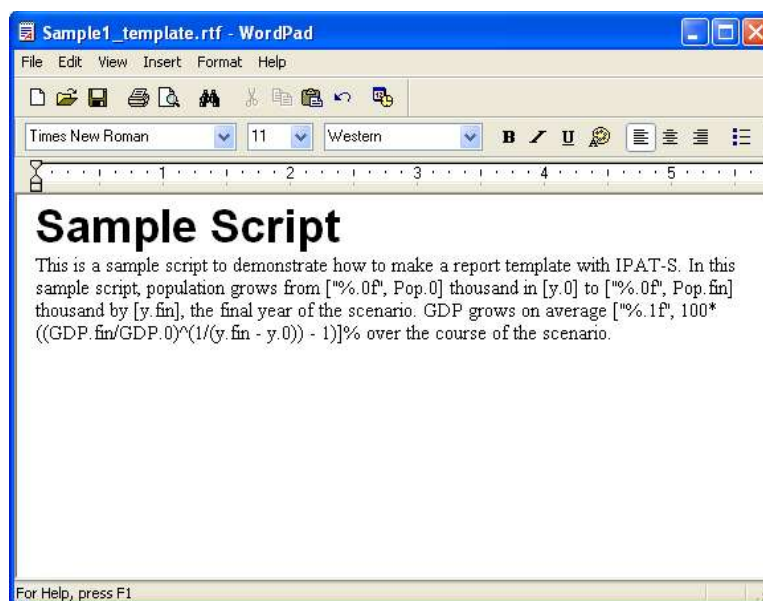 Sample1_template.rtf - WordPad
File Edit View Insert Format Help
Times New Roman 11 Western B I U
1 2 3 4 5
Sample Script
This is a sample script to demonstrate how to make a report template with IPAT-S. In this
sample script, population grows from ["%.0f", Pop.0] thousand in [y.0] to ["%.0f", Pop.fin]
thousand by [y.fin], the final year of the scenario. GDP grows on average ["%.1f", 100*
((GDP.fin/GDP.0)^(1/(y.fin - y.0)) - 1)]% over the course of the scenario.
For Help, press F1